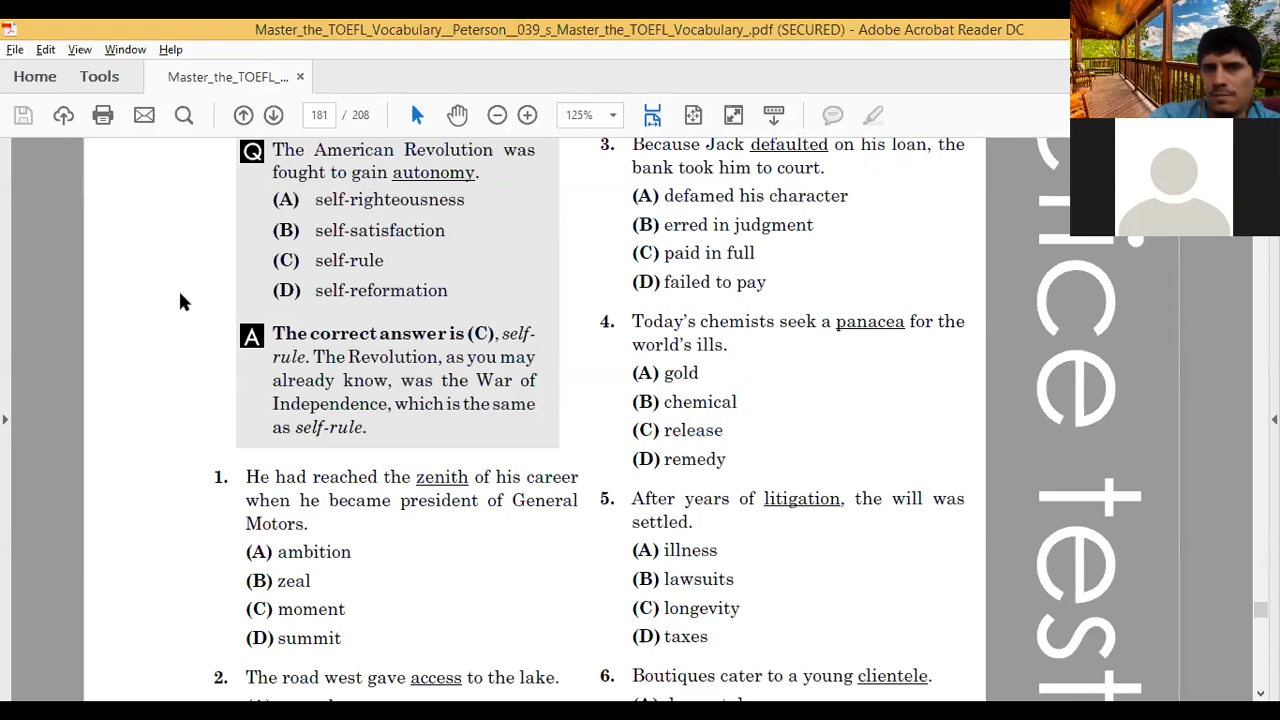 Master_the_TOEFL_Vocabulary__Peterson__039_s_Master_the_TOEFL_Vocabulary_.pdf (SECURED) - Adobe Acrobat Reader DC
File Edit View Window Help
Home Tools Master_the_TOEFL_... ×
181 / 208 125%
Q The American Revolution was
fought to gain autonomy.
(A) self-righteousness
(B) self-satisfaction
(C) self-rule
(D) self-reformation
A The correct answer is (C), self-
rule. The Revolution, as you may
already know, was the War of
Independence, which is the same
as self-rule.
1. He had reached the zenith of his career
when he became president of General
Motors.
(A) ambition
(B) zeal
(C) moment
(D) summit
2. The road west gave access to the lake.
3. Because Jack defaulted on his loan, the
bank took him to court.
(A) defamed his character
(B) erred in judgment
(C) paid in full
(D) failed to pay
4. Today's chemists seek a panacea for the
world's ills.
(A) gold
(B) chemical
(C) release
(D) remedy
5. After years of litigation, the will was
settled.
(A) illness
(B) lawsuits
(C) longevity
(D) taxes
6. Boutiques cater to a young clientele.